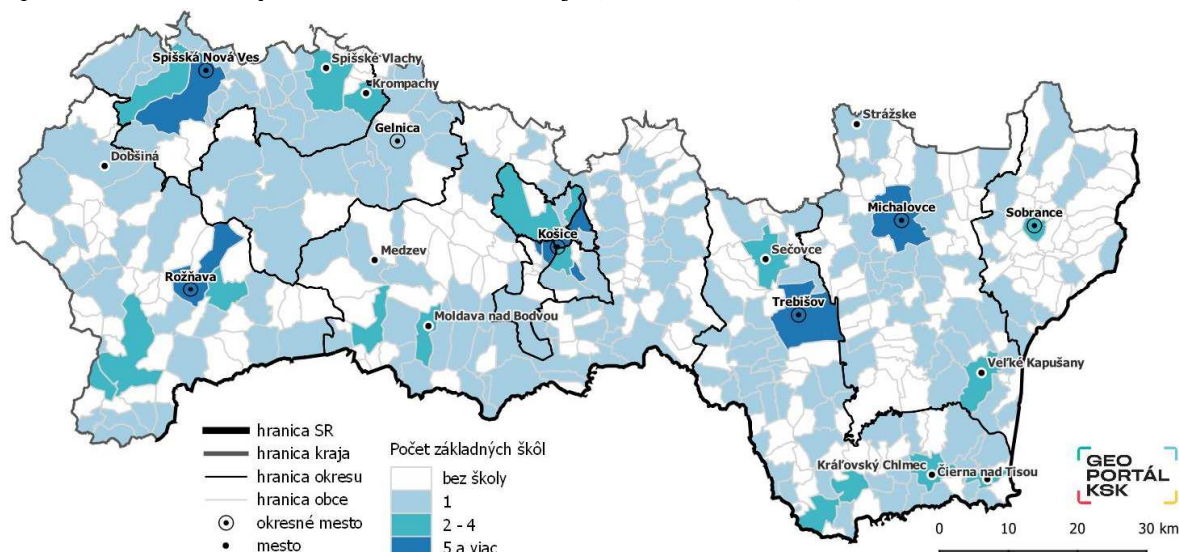 Spišská Nová Ves
Spišské Vlachy
Krompachy
Gelnica
Dobšiná
Strážske
Michalovce
Sobrance
Košice
Medzev
Sečovce
Rožňava
Trebišov
Moldava nad Bodvou
Veľké Kapušany
hranica SR
hranica kraja
hranica okresu
hranica obce
okresné mesto
mesto
Počet základných škôl
bez školy
1
2 - 4
5 a viac
Kráľovský Chlmec
Čierna nad Tisou
GEO
PORTÁL
KSK
0 10 20 30 km